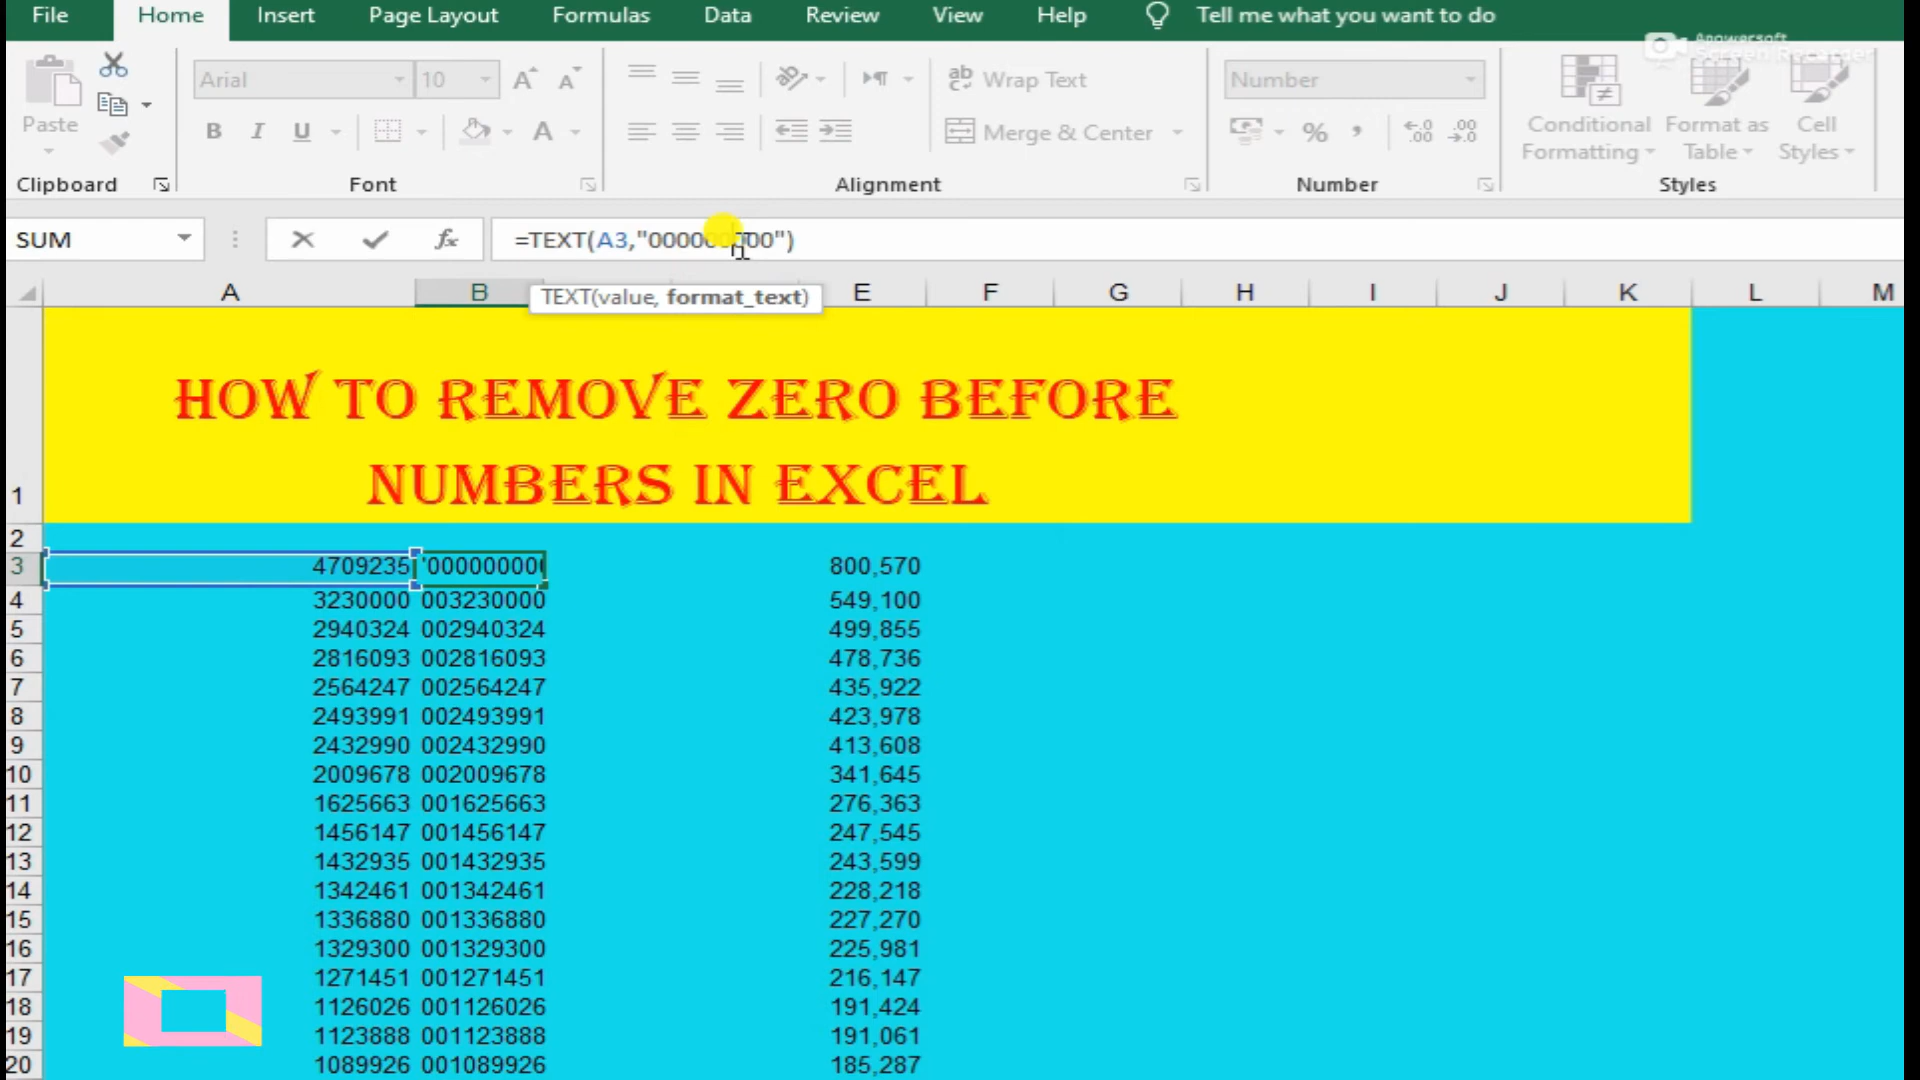 File Home Insert Page Layout Formulas Data Review View Help Tell me what you want to do
Apowersoft
Screen Recorder
Arial 10 Wrap Text Number
Paste Merge & Center Conditional Formatting Format as Table Cell Styles
Clipboard Font Alignment Number Styles
SUM fx =TEXT(A3,"000000000")
TEXT(value, format_text)
A B E F G H I J K L M
HOW TO REMOVE ZERO BEFORE
1 NUMBERS IN EXCEL
2
3 4709235 "000000000 800,570
4 3230000 003230000 549,100
5 2940324 002940324 499,855
6 2816093 002816093 478,736
7 2564247 002564247 435,922
8 2493991 002493991 423,978
9 2432990 002432990 413,608
10 2009678 002009678 341,645
11 1625663 001625663 276,363
12 1456147 001456147 247,545
13 1432935 001432935 243,599
14 1342461 001342461 228,218
15 1336880 001336880 227,270
16 1329300 001329300 225,981
17 1271451 001271451 216,147
18 1126026 001126026 191,424
19 1123888 001123888 191,061
20 1089926 001089926 185,287